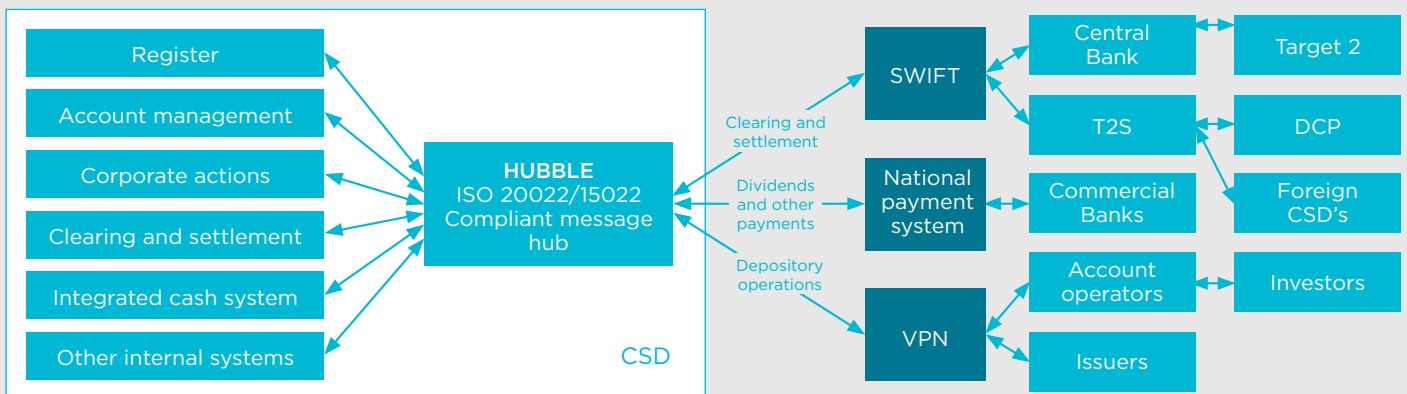 Register
Account management
Corporate actions
Clearing and settlement
Integrated cash system
Other internal systems
HUBBLE
ISO 20022/15022
Compliant message
hub
CSD
Clearing and
settlement
Dividends
and other
payments
Depository
operations
SWIFT
National
payment
system
VPN
Central
Bank
T2S
Commercial
Banks
Account
operators
Issuers
Target 2
DCP
Foreign
CSD's
Investors